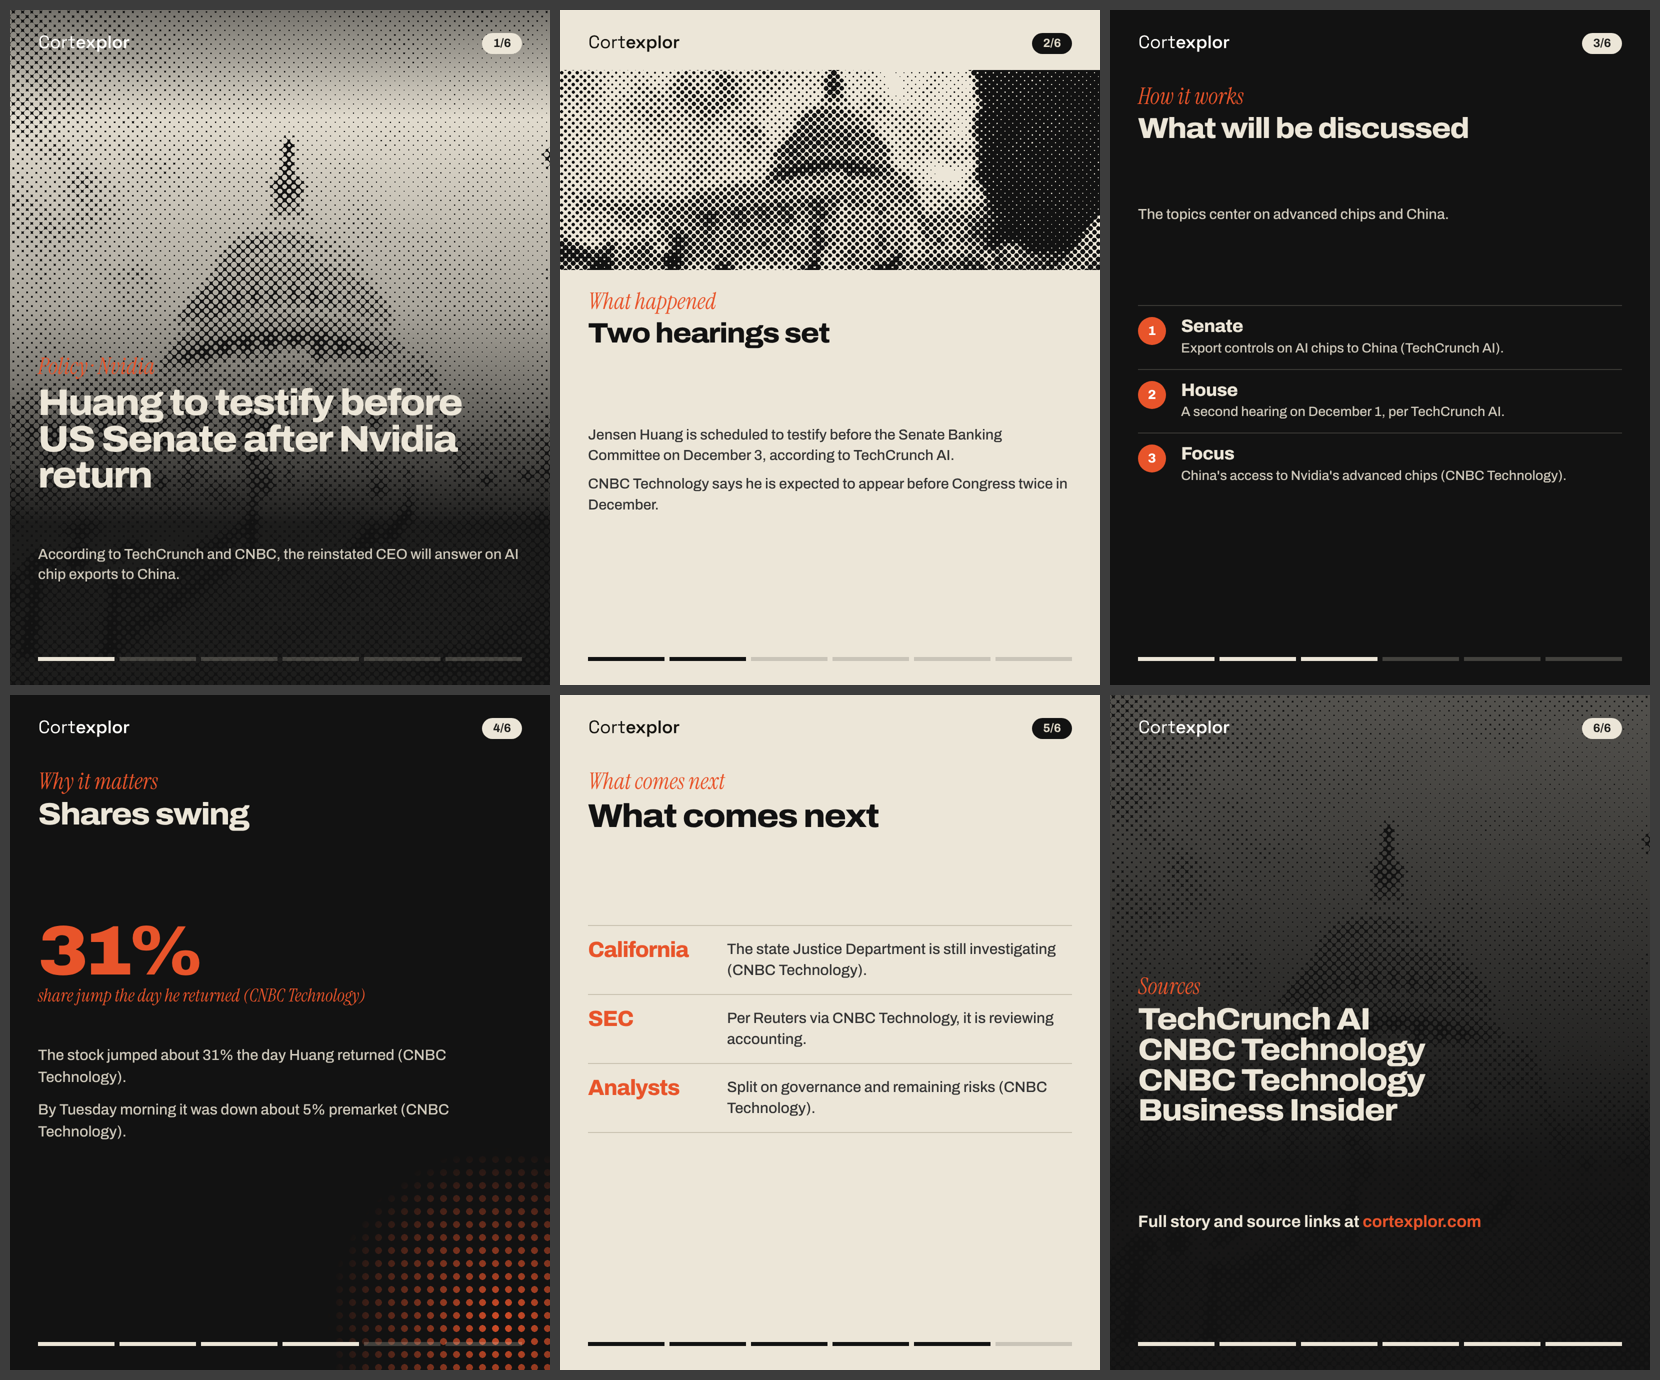 Cortexplor
1/6
Policy · Nvidia
Huang to testify before
US Senate after Nvidia
return
According to TechCrunch and CNBC, the reinstated CEO will answer on AI
chip exports to China.
Cortexplor
2/6
What happened
Two hearings set
Jensen Huang is scheduled to testify before the Senate Banking
Committee on December 3, according to TechCrunch AI.
CNBC Technology says he is expected to appear before Congress twice in
December.
Cortexplor
3/6
How it works
What will be discussed
The topics center on advanced chips and China.
1
Senate
Export controls on AI chips to China (TechCrunch AI).
2
House
A second hearing on December 1, per TechCrunch AI.
3
Focus
China's access to Nvidia's advanced chips (CNBC Technology).
Cortexplor
4/6
Why it matters
Shares swing
31%
share jump the day he returned (CNBC Technology)
The stock jumped about 31% the day Huang returned (CNBC
Technology).
By Tuesday morning it was down about 5% premarket (CNBC
Technology).
Cortexplor
5/6
What comes next
What comes next
California
The state Justice Department is still investigating
(CNBC Technology).
SEC
Per Reuters via CNBC Technology, it is reviewing
accounting.
Analysts
Split on governance and remaining risks (CNBC
Technology).
Cortexplor
6/6
Sources
TechCrunch AI
CNBC Technology
CNBC Technology
Business Insider
Full story and source links at cortexplor.com